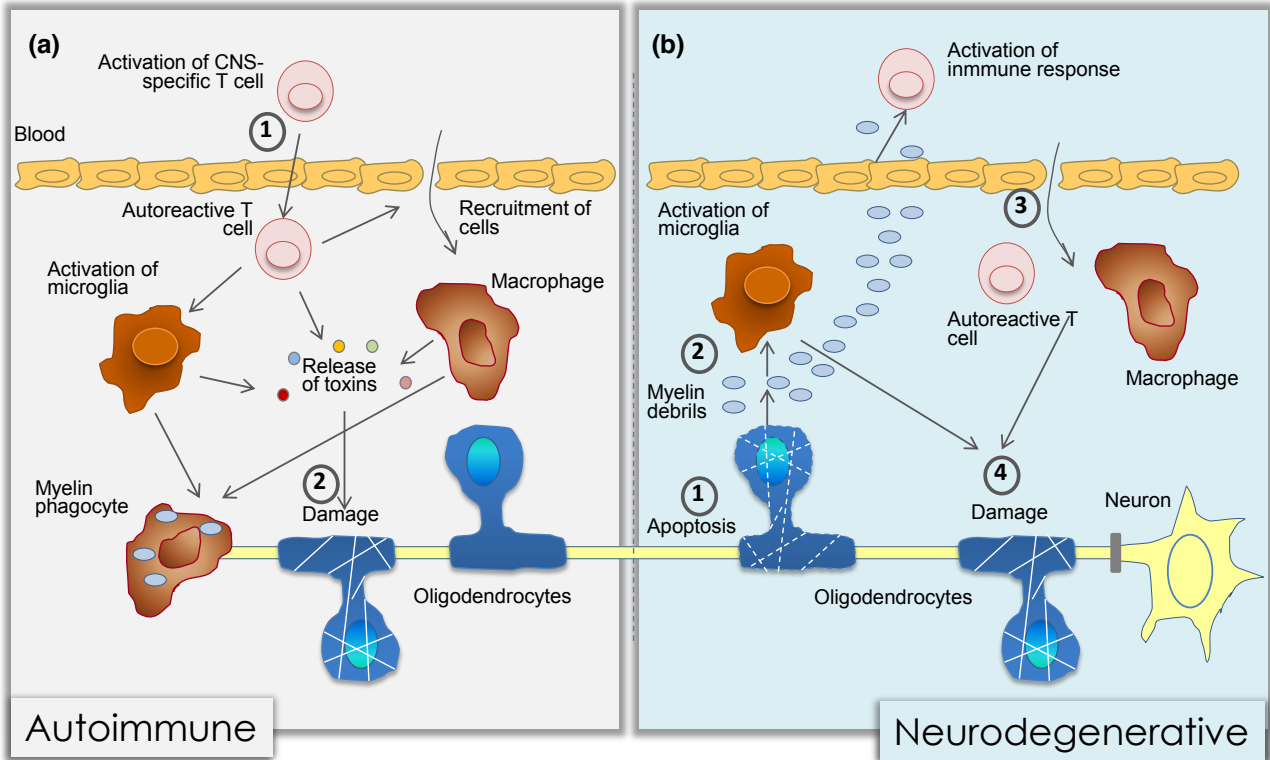 (a)
Activation of CNS-
specific T cell
1
Blood
Autoreactive T
cell
Recruitment of
cells
Activation of
microglia
Macrophage
Release
of toxins
Myelin
phagocyte
2
Damage
Oligodendrocytes
Autoimmune
(b)
Activation of
inmmune response
Activation of
microglia
3
Autoreactive T
cell
Macrophage
2
Myelin
debrils
1
Apoptosis
4
Damage
Neuron
Oligodendrocytes
Neurodegenerative